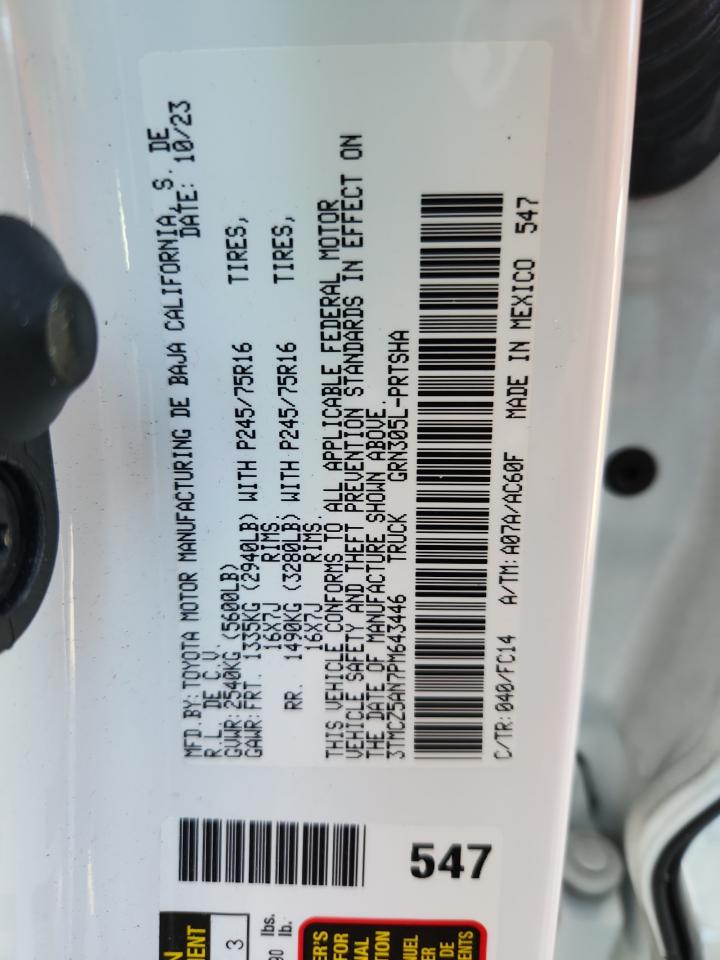 MFD.BY:TOYOTA MOTOR MANUFACTURING DE BAJA CALIFORNIA, S. DE
R.L. DE C.V. DATE: 10/23
GVWR:2540KG (5600LB)
GAWR:FRT. 1335KG (2940LB) WITH P245/75R16 TIRES,
16X7J RIMS.
RR. 1490KG (3280LB) WITH P245/75R16 TIRES,
16X7J RIMS.
THIS VEHICLE CONFORMS TO ALL APPLICABLE FEDERAL MOTOR
VEHICLE SAFETY AND THEFT PREVENTION STANDARDS IN EFFECT ON
THE DATE OF MANUFACTURE SHOWN ABOVE.
3TMCZ5AN7PM643446 TRUCK GRN305L-PRTSHA
C/TR:040/FC14 A/TM:A07A/AC60F MADE IN MEXICO 547
547
lbs.
lb.
3